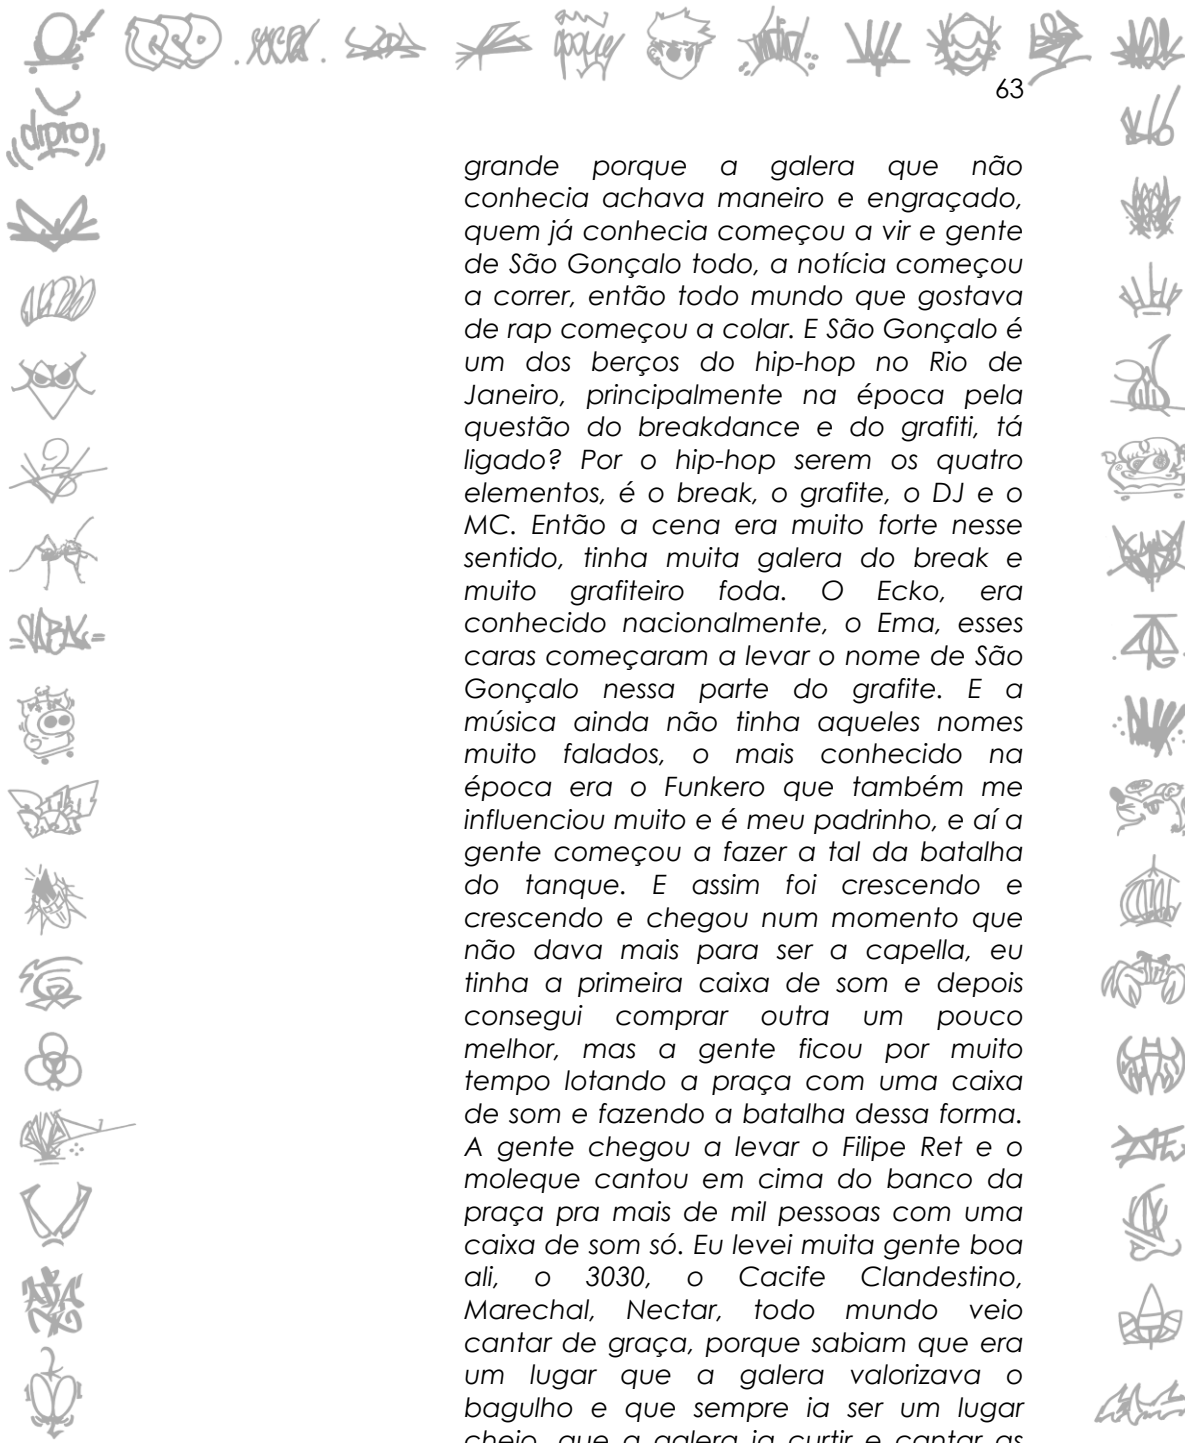 63
drpro
grande porque a galera que não
conhecia achava maneiro e engraçado,
quem já conhecia começou a vir e gente
de São Gonçalo todo, a notícia começou
a correr, então todo mundo que gostava
de rap começou a colar. E São Gonçalo é
um dos berços do hip-hop no Rio de
Janeiro, principalmente na época pela
questão do breakdance e do grafiti, tá
ligado? Por o hip-hop serem os quatro
elementos, é o break, o grafite, o DJ e o
MC. Então a cena era muito forte nesse
sentido, tinha muita galera do break e
muito grafiteiro foda. O Ecko, era
conhecido nacionalmente, o Ema, esses
caras começaram a levar o nome de São
Gonçalo nessa parte do grafite. E a
música ainda não tinha aqueles nomes
muito falados, o mais conhecido na
época era o Funkero que também me
influenciou muito e é meu padrinho, e aí a
gente começou a fazer a tal da batalha
do tanque. E assim foi crescendo e
crescendo e chegou num momento que
não dava mais para ser a capella, eu
tinha a primeira caixa de som e depois
consegui comprar outra um pouco
melhor, mas a gente ficou por muito
tempo lotando a praça com uma caixa
de som e fazendo a batalha dessa forma.
A gente chegou a levar o Filipe Ret e o
moleque cantou em cima do banco da
praça pra mais de mil pessoas com uma
caixa de som só. Eu levei muita gente boa
ali, o 3030, o Cacife Clandestino,
Marechal, Nectar, todo mundo veio
cantar de graça, porque sabiam que era
um lugar que a galera valorizava o
bagulho e que sempre ia ser um lugar
cheio, que a galera ia curtir e cantar as